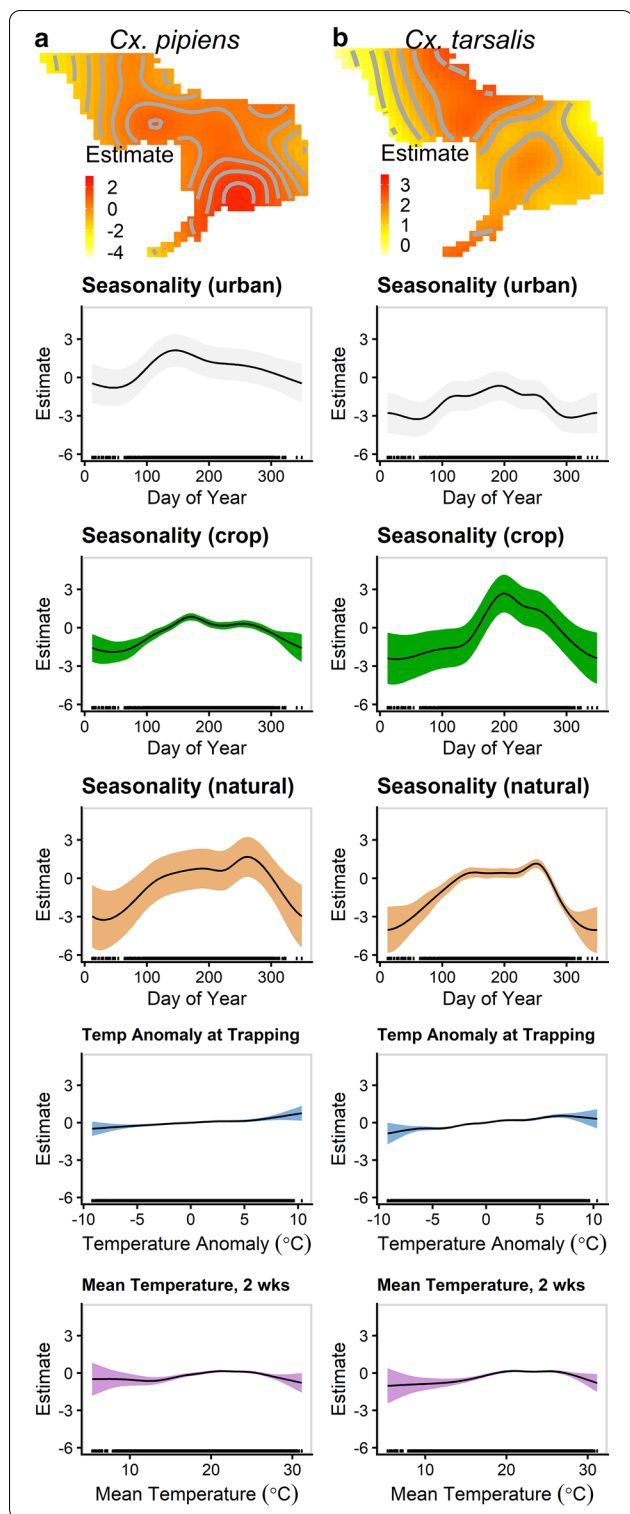 a Cx. pipiens b Cx. tarsalis
Estimate Estimate
2 3
0 2
-2 1
-4 0
Seasonality (urban) Seasonality (urban)
Estimate Estimate
3 3
0 0
-3 -3
-6 -6
0 100 200 300 0 100 200 300
Day of Year Day of Year
Seasonality (crop) Seasonality (crop)
Estimate Estimate
3 3
0 0
-3 -3
-6 -6
0 100 200 300 0 100 200 300
Day of Year Day of Year
Seasonality (natural) Seasonality (natural)
Estimate Estimate
3 3
0 0
-3 -3
-6 -6
0 100 200 300 0 100 200 300
Day of Year Day of Year
Temp Anomaly at Trapping Temp Anomaly at Trapping
Estimate Estimate
3 3
0 0
-3 -3
-6 -6
-10 -5 0 5 10 -10 -5 0 5 10
Temperature Anomaly (°C) Temperature Anomaly (°C)
Mean Temperature, 2 wks Mean Temperature, 2 wks
Estimate Estimate
3 3
0 0
-3 -3
-6 -6
10 20 30 10 20 30
Mean Temperature (°C) Mean Temperature (°C)